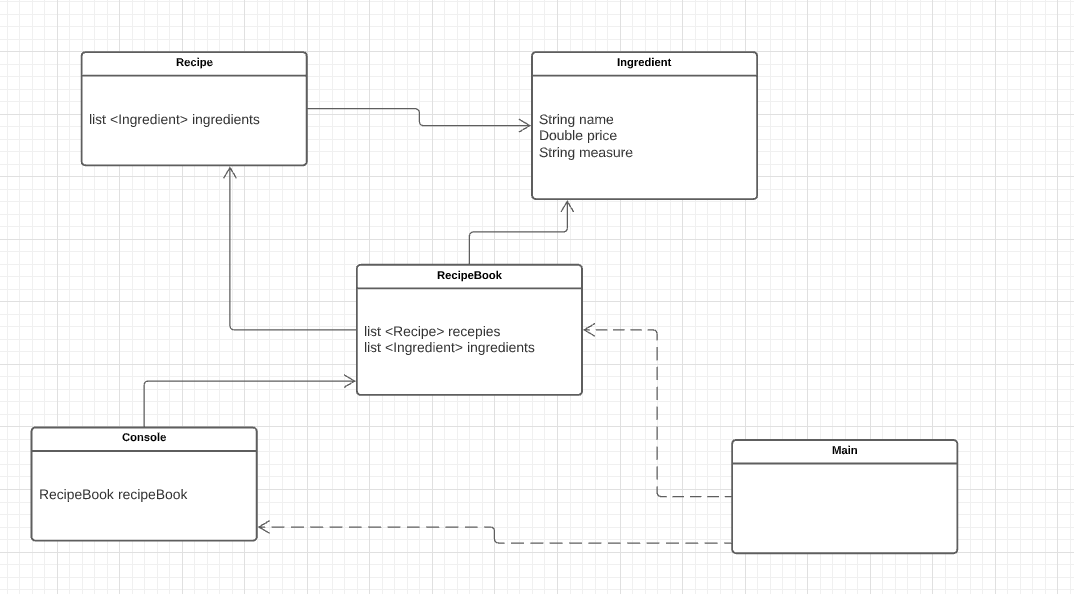 Recipe
list <Ingredient> ingredients
Ingredient
String name
Double price
String measure
RecipeBook
list <Recipe> recepies
list <Ingredient> ingredients
Console
RecipeBook recipeBook
Main